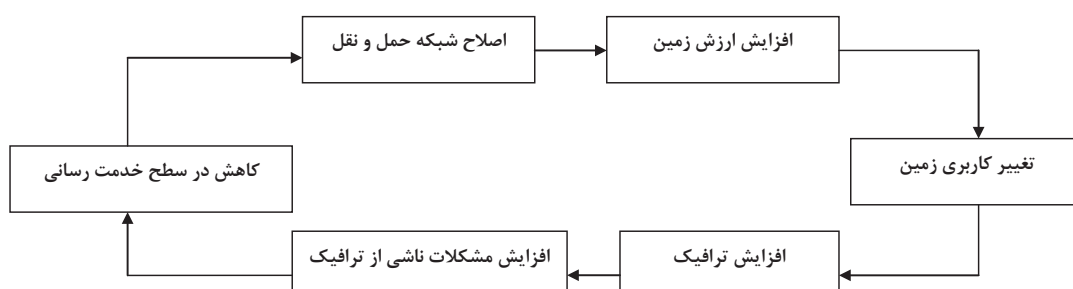 افزایش ارزش زمین
اصلاح شبکه حمل و نقل
تغییر کاربری زمین
کاهش در سطح خدمت رسانی
افزایش ترافیک
افزایش مشکلات ناشی از ترافیک